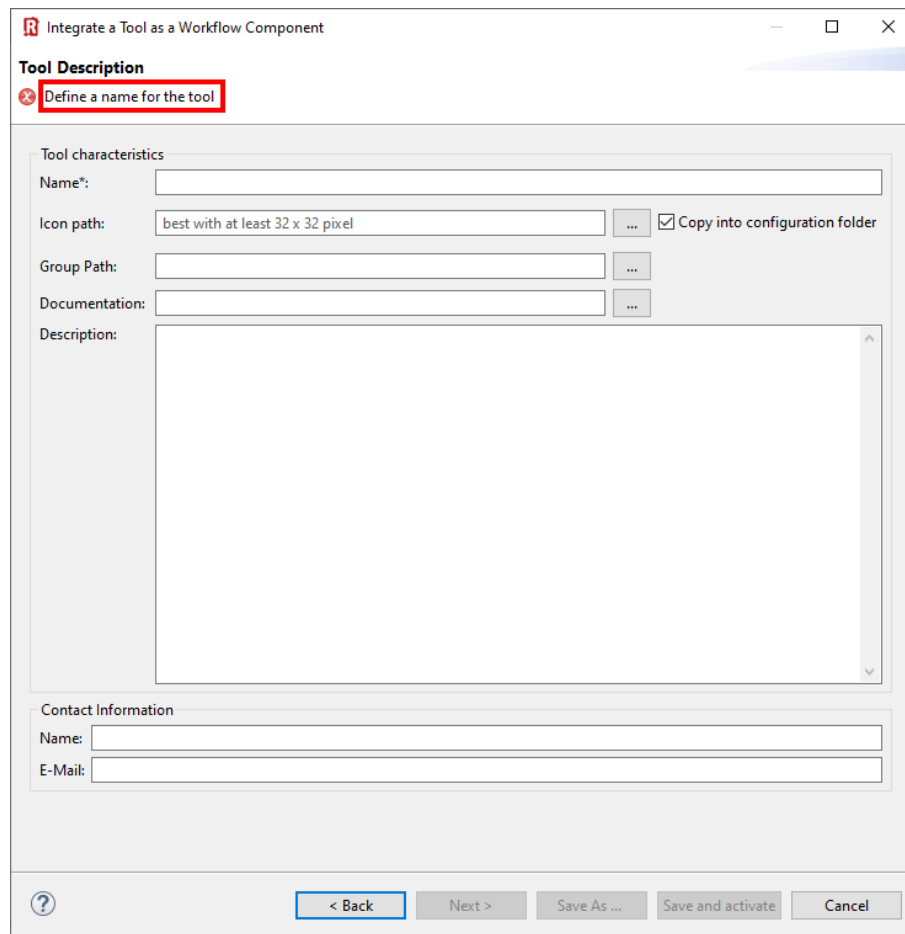 Integrate a Tool as a Workflow Component
Tool Description
Define a name for the tool
Tool characteristics
Name*:
Icon path: best with at least 32 x 32 pixel ... Copy into configuration folder
Group Path: ...
Documentation: ...
Description:
Contact Information
Name:
E-Mail:
? < Back Next > Save As ... Save and activate Cancel